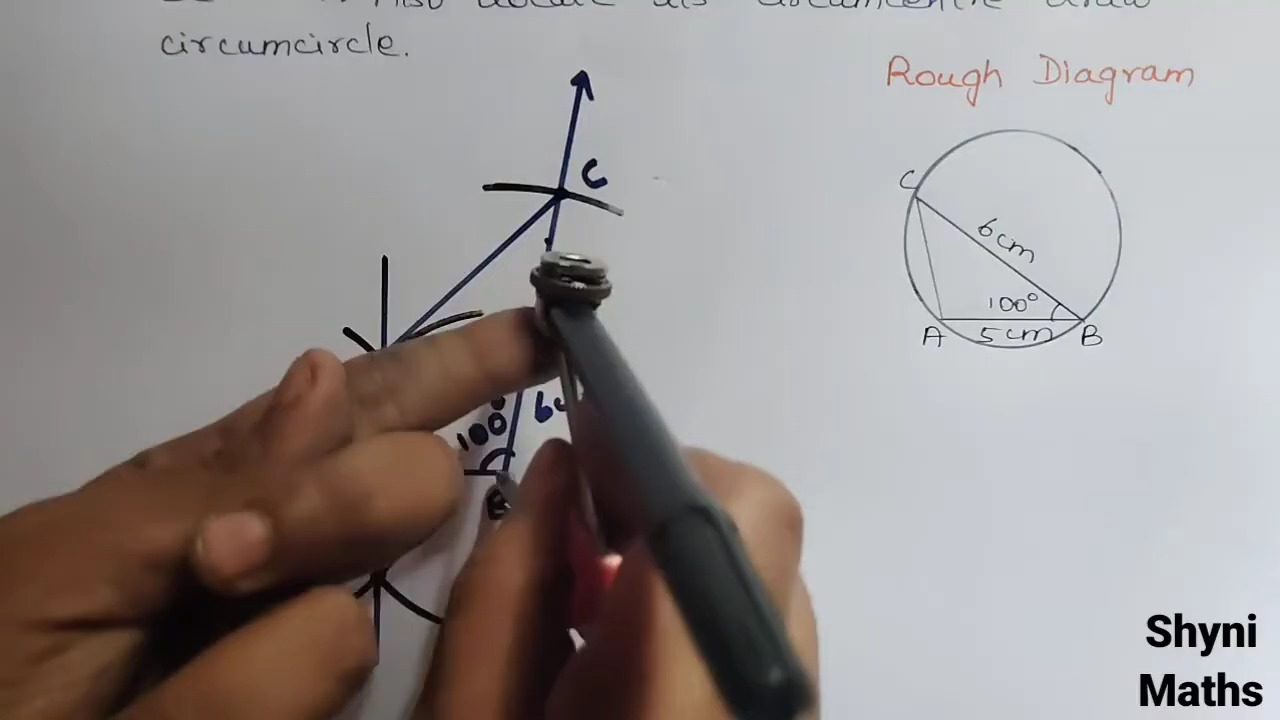 circumcircle.
Rough Diagram
C
C
6cm
100°
A 5cm B
100°
Shyni
Maths